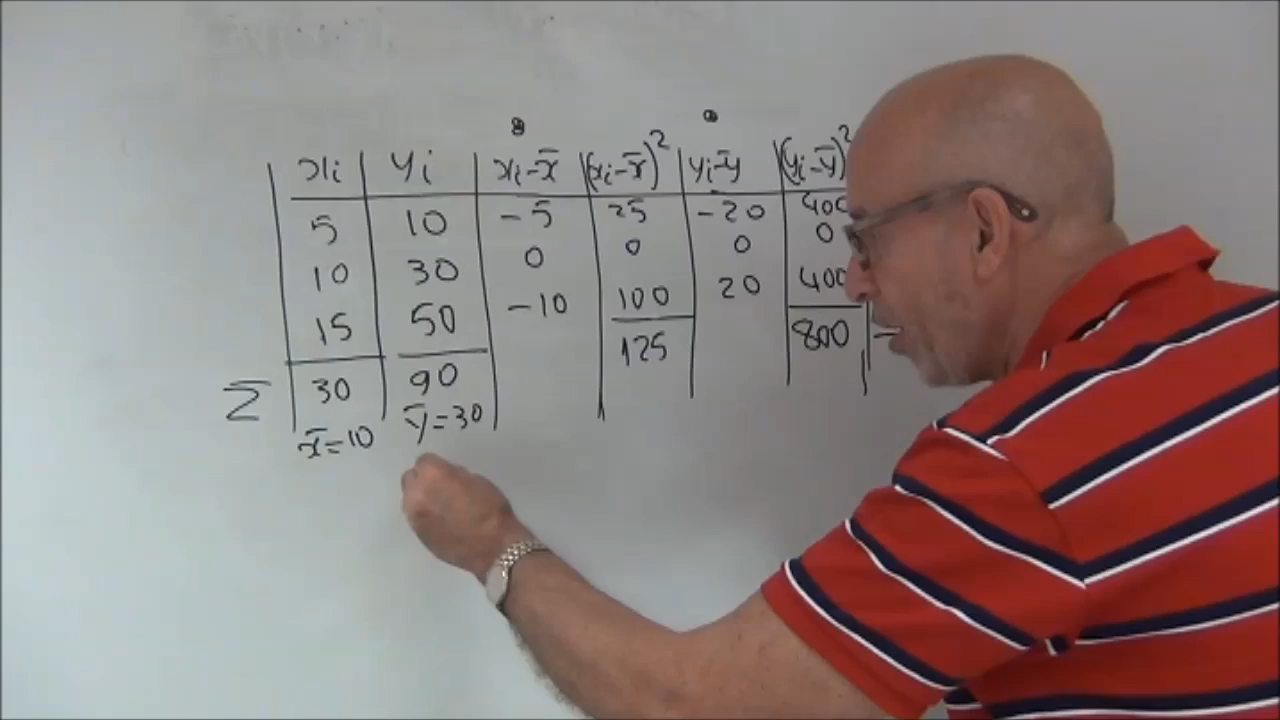 xi yi xi-x̄ (xi-x̄)² yi-ȳ (yi-ȳ)²
5 10 -5 25 -20 400
10 30 0 0 0 0
15 50 -10 100 20 400
Σ 30 90 125 800
x̄=10 ȳ=30